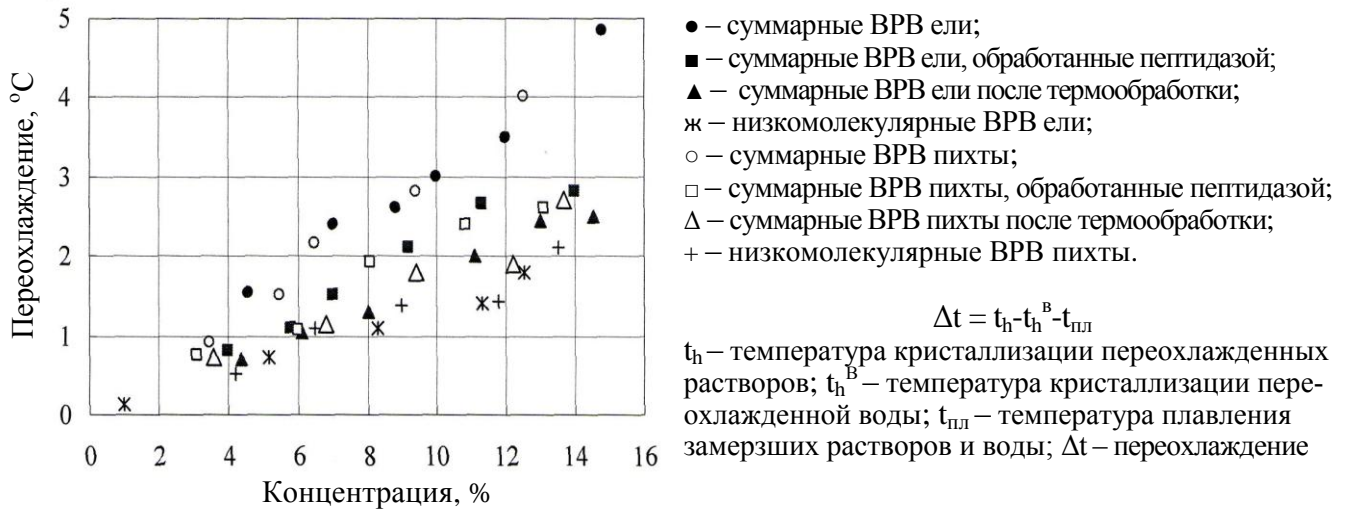 5
4
3
2
1
0
0 2 4 6 8 10 12 14 16
Переохлаждение, °С
Концентрация, %
● – суммарные ВРВ ели;
■ – суммарные ВРВ ели, обработанные пептидазой;
▲ – суммарные ВРВ ели после термообработки;
ж – низкомолекулярные ВРВ ели;
○ – суммарные ВРВ пихты;
□ – суммарные ВРВ пихты, обработанные пептидазой;
Δ – суммарные ВРВ пихты после термообработки;
+ – низкомолекулярные ВРВ пихты.
Δt = tₕ-tₕᴮ-tпл
tₕ – температура кристаллизации переохлажденных
растворов; tₕᴮ – температура кристаллизации пере-
охлажденной воды; tпл – температура плавления
замерзших растворов и воды; Δt – переохлаждение